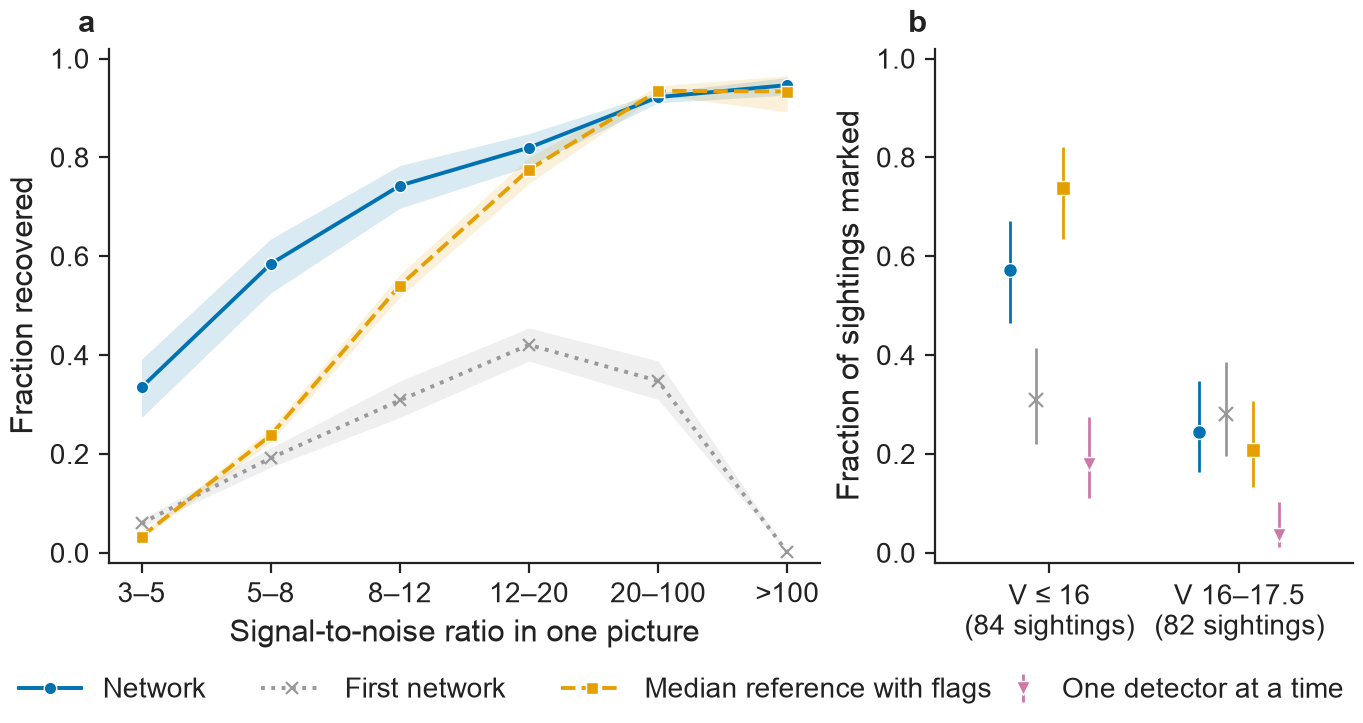 a
b
Fraction recovered
1.0
0.8
0.6
0.4
0.2
0.0
3–5
5–8
8–12
12–20
20–100
>100
Signal-to-noise ratio in one picture
Fraction of sightings marked
1.0
0.8
0.6
0.4
0.2
0.0
V ≤ 16
(84 sightings)
V 16–17.5
(82 sightings)
Network
First network
Median reference with flags
One detector at a time